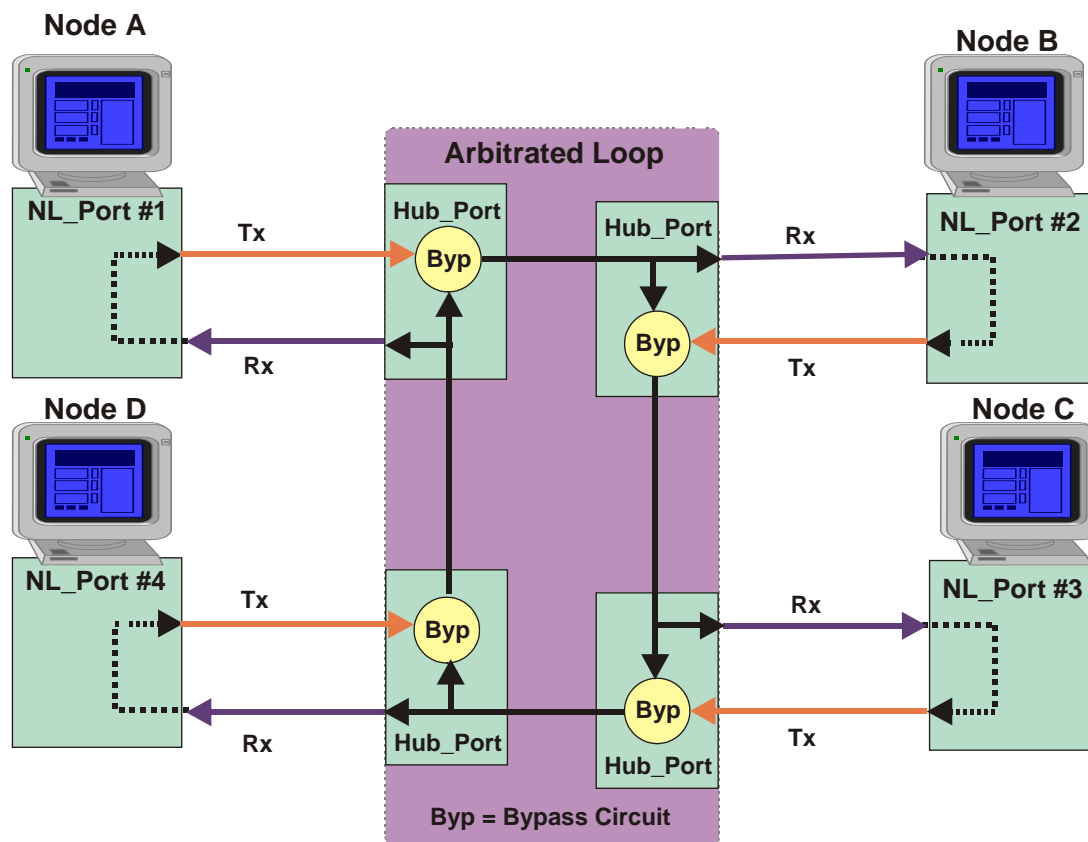 Node A
Node B
Arbitrated Loop
NL_Port #1
Hub_Port
Hub_Port
NL_Port #2
Tx
Rx
Byp
Byp
Rx
Tx
Node D
Node C
NL_Port #4
NL_Port #3
Tx
Rx
Byp
Byp
Rx
Tx
Hub_Port
Hub_Port
Byp = Bypass Circuit